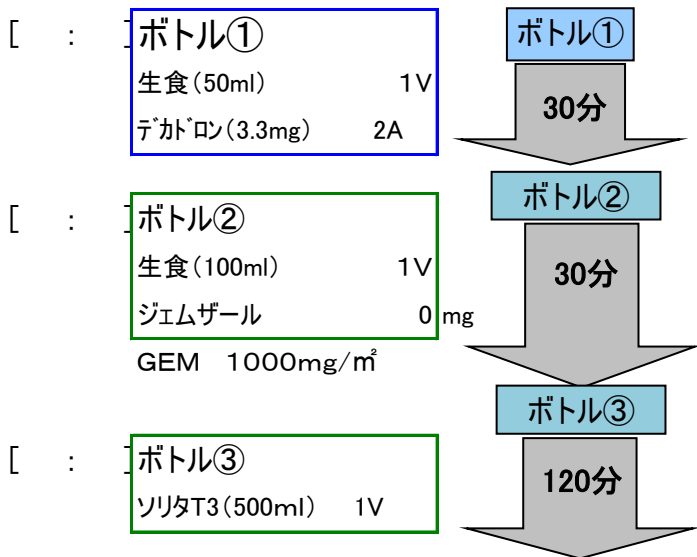 [　:　]ボトル①
生食(50ml)　1V
ﾃﾞｶﾄﾞﾛﾝ(3.3mg)　2A
ボトル①
30分
[　:　]ボトル②
生食(100ml)　1V
ジェムザール　0 mg
GEM　1000mg/㎡
ボトル②
30分
[　:　]ボトル③
ソリタT3(500ml)　1V
ボトル③
120分